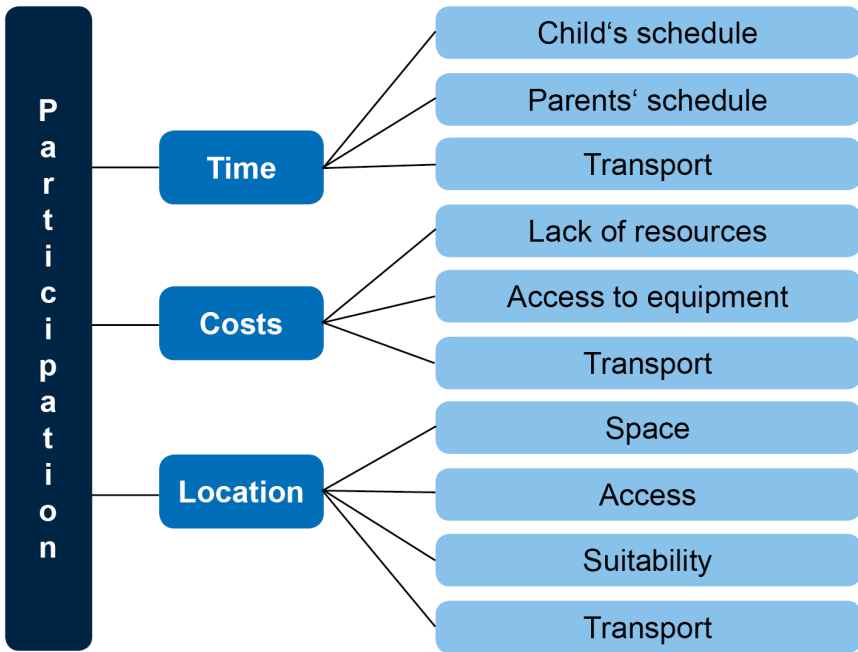 Participation
Time
Child‘s schedule
Parents‘ schedule
Transport
Costs
Lack of resources
Access to equipment
Transport
Location
Space
Access
Suitability
Transport